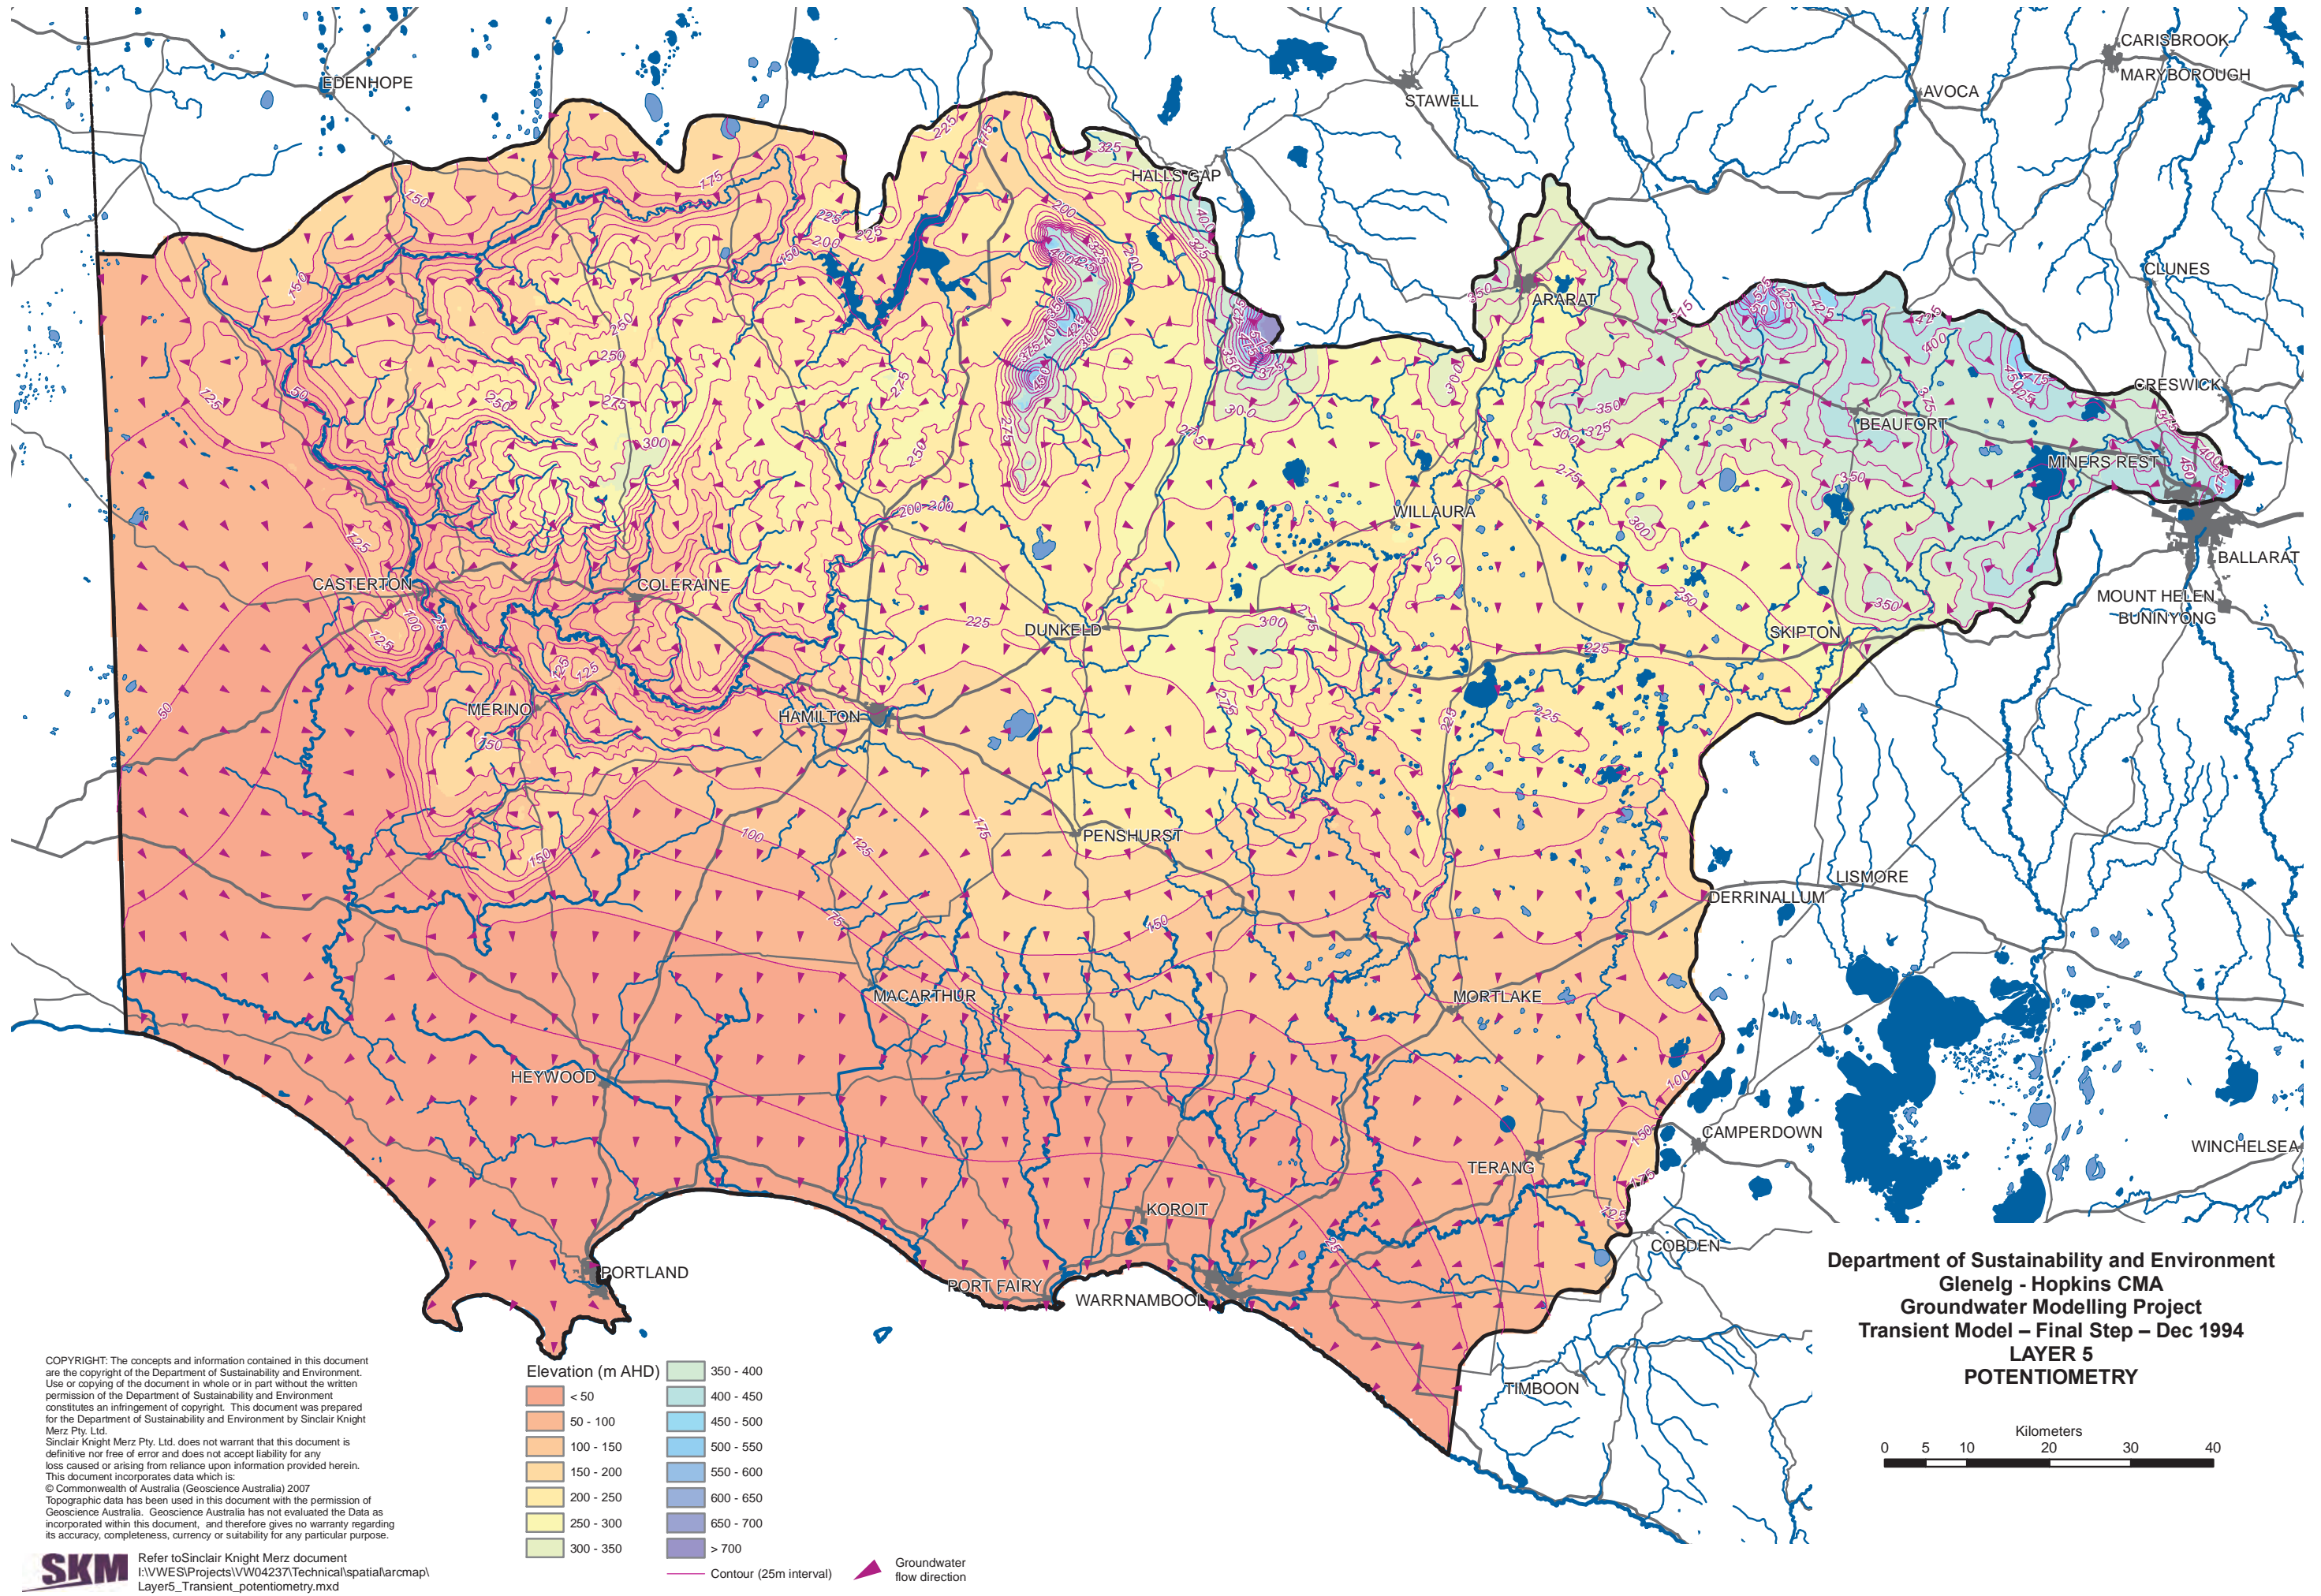 EDENHOPE
CARISBROOK
MARYBOROUGH
STAWELL
AVOCA
HALLS GAP
CLUNES
ARARAT
CRESWICK
BEAUFORT
MINERS REST
WILLAURA
BALLARAT
CASTERTON
COLERAINE
MOUNT HELEN
BUNINYONG
DUNKELD
SKIPTON
MERINO
HAMILTON
PENSHURST
LISMORE
DERRINALLUM
MACARTHUR
MORTLAKE
HEYWOOD
CAMPERDOWN
WINCHELSEA
TERANG
KOROIT
COBDEN
PORTLAND
PORT FAIRY
WARRNAMBOOL
TIMBOON
Department of Sustainability and Environment
Glenelg - Hopkins CMA
Groundwater Modelling Project
Transient Model – Final Step – Dec 1994
LAYER 5
POTENTIOMETRY
Kilometers
0 5 10 20 30 40
COPYRIGHT: The concepts and information contained in this document
are the copyright of the Department of Sustainability and Environment.
Use or copying of the document in whole or in part without the written
permission of the Department of Sustainability and Environment
constitutes an infringement of copyright. This document was prepared
for the Department of Sustainability and Environment by Sinclair Knight
Merz Pty. Ltd.
Sinclair Knight Merz Pty. Ltd. does not warrant that this document is
definitive nor free of error and does not accept liability for any
loss caused or arising from reliance upon information provided herein.
This document incorporates data which is:
© Commonwealth of Australia (Geoscience Australia) 2007
Topographic data has been used in this document with the permission of
Geoscience Australia. Geoscience Australia has not evaluated the Data as
incorporated within this document, and therefore gives no warranty regarding
its accuracy, completeness, currency or suitability for any particular purpose.
SKM
Refer toSinclair Knight Merz document
I:\VWES\Projects\VW04237\Technical\spatial\arcmap\
Layer5_Transient_potentiometry.mxd
Elevation (m AHD)
< 50
50 - 100
100 - 150
150 - 200
200 - 250
250 - 300
300 - 350
350 - 400
400 - 450
450 - 500
500 - 550
550 - 600
600 - 650
650 - 700
> 700
Contour (25m interval)
Groundwater
flow direction